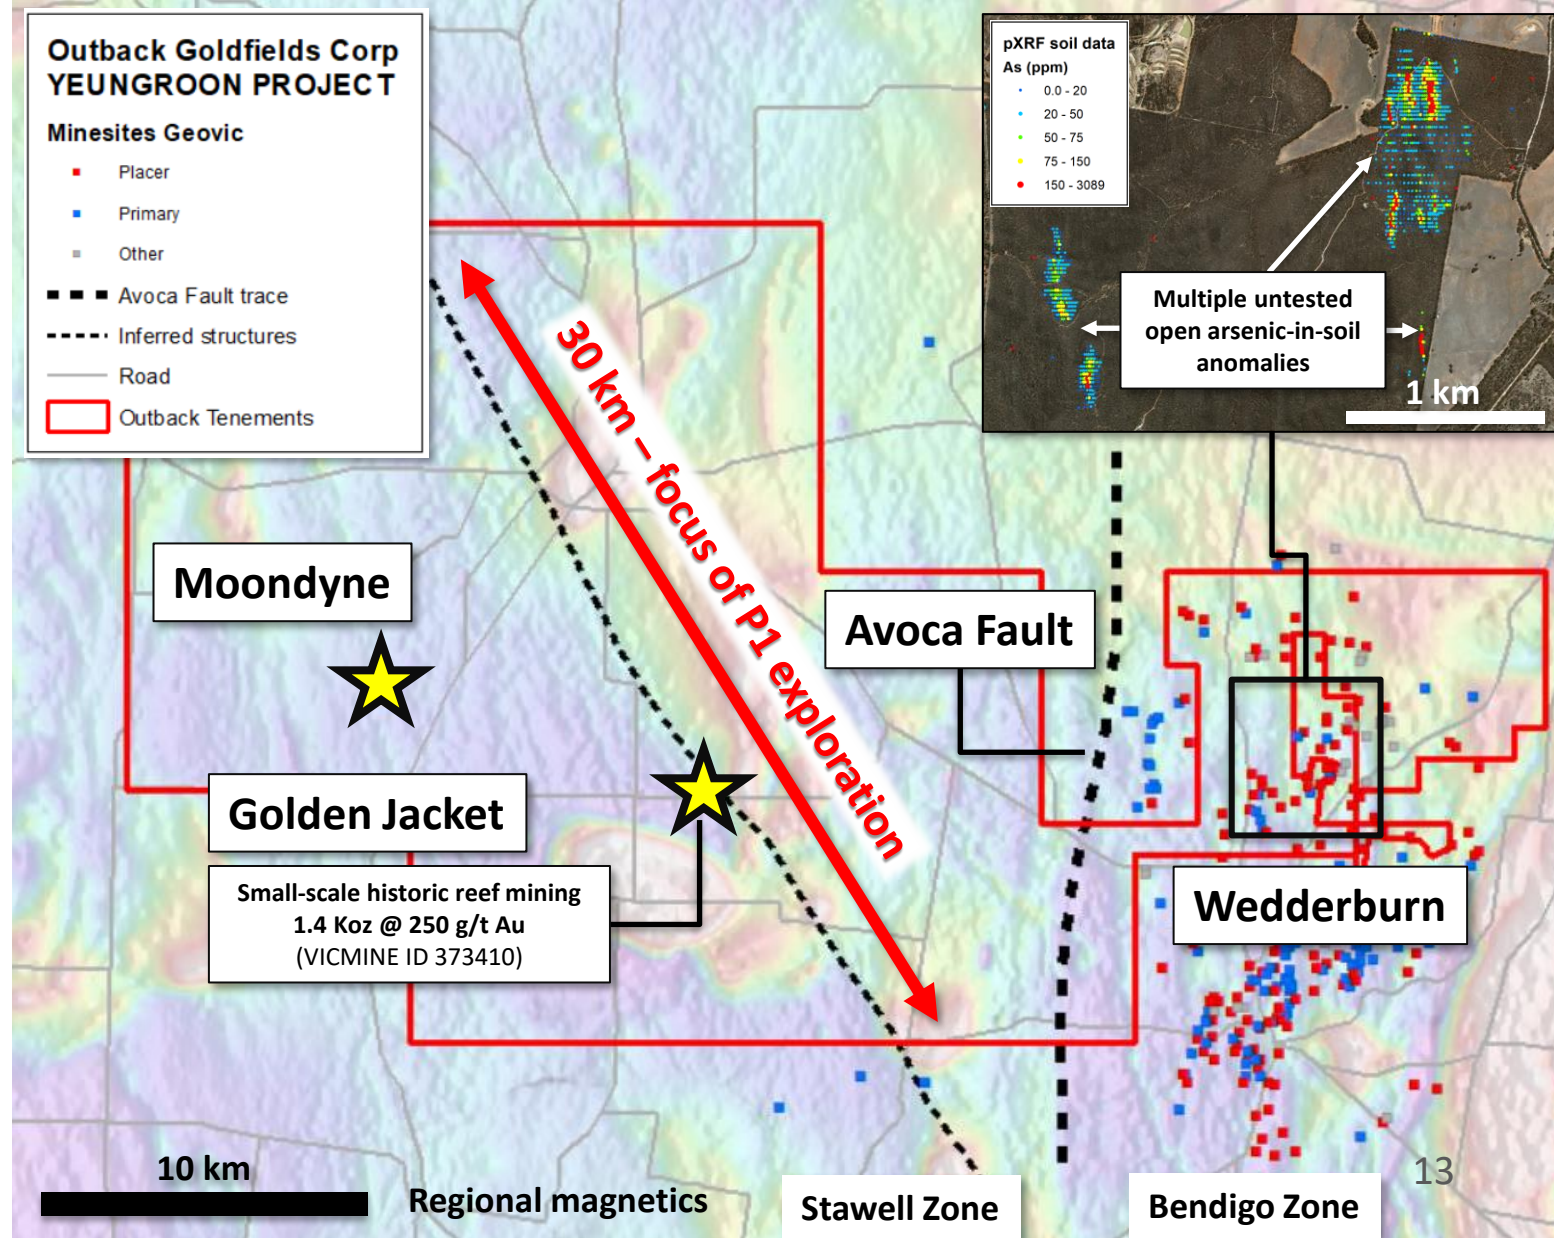 Outback Goldfields Corp
YEUNGROON PROJECT
Minesites Geovic
Placer
Primary
Other
Avoca Fault trace
Inferred structures
Road
Outback Tenements
pXRF soil data
As (ppm)
0.0 - 20
20 - 50
50 - 75
75 - 150
150 - 3089
Multiple untested
open arsenic-in-soil
anomalies
1 km
30 km – focus of P1 exploration
Moondyne
Avoca Fault
Golden Jacket
Small-scale historic reef mining
1.4 Koz @ 250 g/t Au
(VICMINE ID 373410)
Wedderburn
10 km
Regional magnetics
Stawell Zone
Bendigo Zone
13